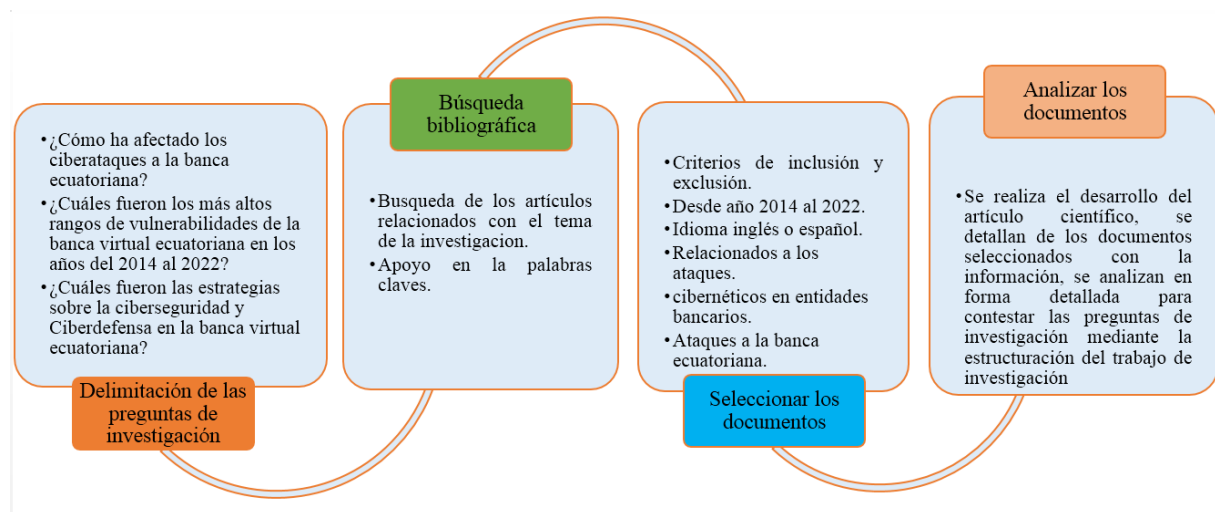 •¿Cómo ha afectado los
ciberataques a la banca
ecuatoriana?
•¿Cuáles fueron los más altos
rangos de vulnerabilidades de la
banca virtual ecuatoriana en los
años del 2014 al 2022?
•¿Cuáles fueron las estrategias
sobre la ciberseguridad y
Ciberdefensa en la banca virtual
ecuatoriana?
Delimitación de las
preguntas de
investigación
Búsqueda
bibliográfica
•Busqueda de los artículos
relacionados con el tema
de la investigacion.
•Apoyo en la palabras
claves.
•Criterios de inclusión y
exclusión.
•Desde año 2014 al 2022.
•Idioma inglés o español.
•Relacionados a los
ataques.
•cibernéticos en entidades
bancarios.
•Ataques a la banca
ecuatoriana.
Seleccionar los
documentos
Analizar los
documentos
•Se realiza el desarrollo del
artículo científico, se
detallan de los documentos
seleccionados con la
información, se analizan en
forma detallada para
contestar las preguntas de
investigación mediante la
estructuración del trabajo de
investigación